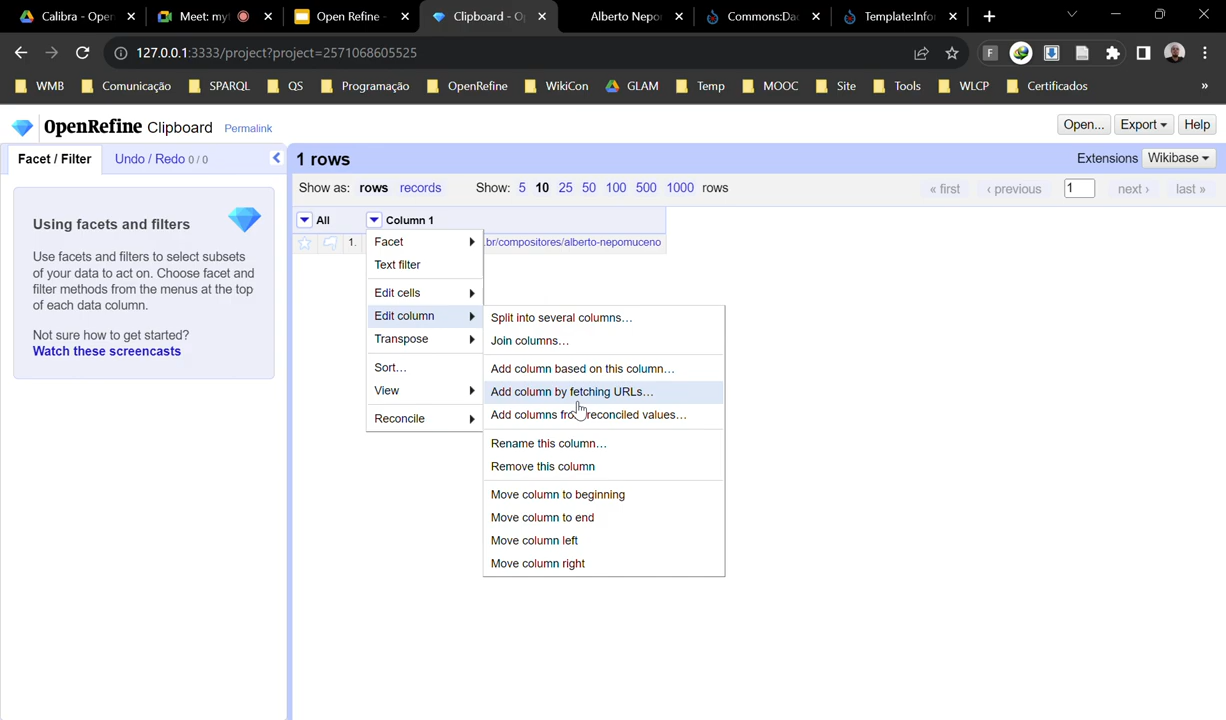 Calibra - Open
Meet: my
Open Refine -
Clipboard - O
Alberto Nepo
Commons:Da
Template:Info
127.0.0.1:3333/project?project=2571068605525
WMB
Comunicação
SPARQL
QS
Programação
OpenRefine
WikiCon
GLAM
Temp
MOOC
Site
Tools
WLCP
Certificados
»
OpenRefine Clipboard Permalink
Open...
Export
Help
Facet / Filter
Undo / Redo 0 / 0
1 rows
Extensions Wikibase
Show as: rows records
Show: 5 10 25 50 100 500 1000 rows
« first
‹ previous
1
next ›
last »
Using facets and filters
Use facets and filters to select subsets
of your data to act on. Choose facet and
filter methods from the menus at the top
of each data column.
Not sure how to get started?
Watch these screencasts
All
Column 1
1.
.br/compositores/alberto-nepomuceno
Facet
Text filter
Edit cells
Edit column
Transpose
Sort...
View
Reconcile
Split into several columns...
Join columns...
Add column based on this column...
Add column by fetching URLs...
Add columns from reconciled values...
Rename this column...
Remove this column
Move column to beginning
Move column to end
Move column left
Move column right